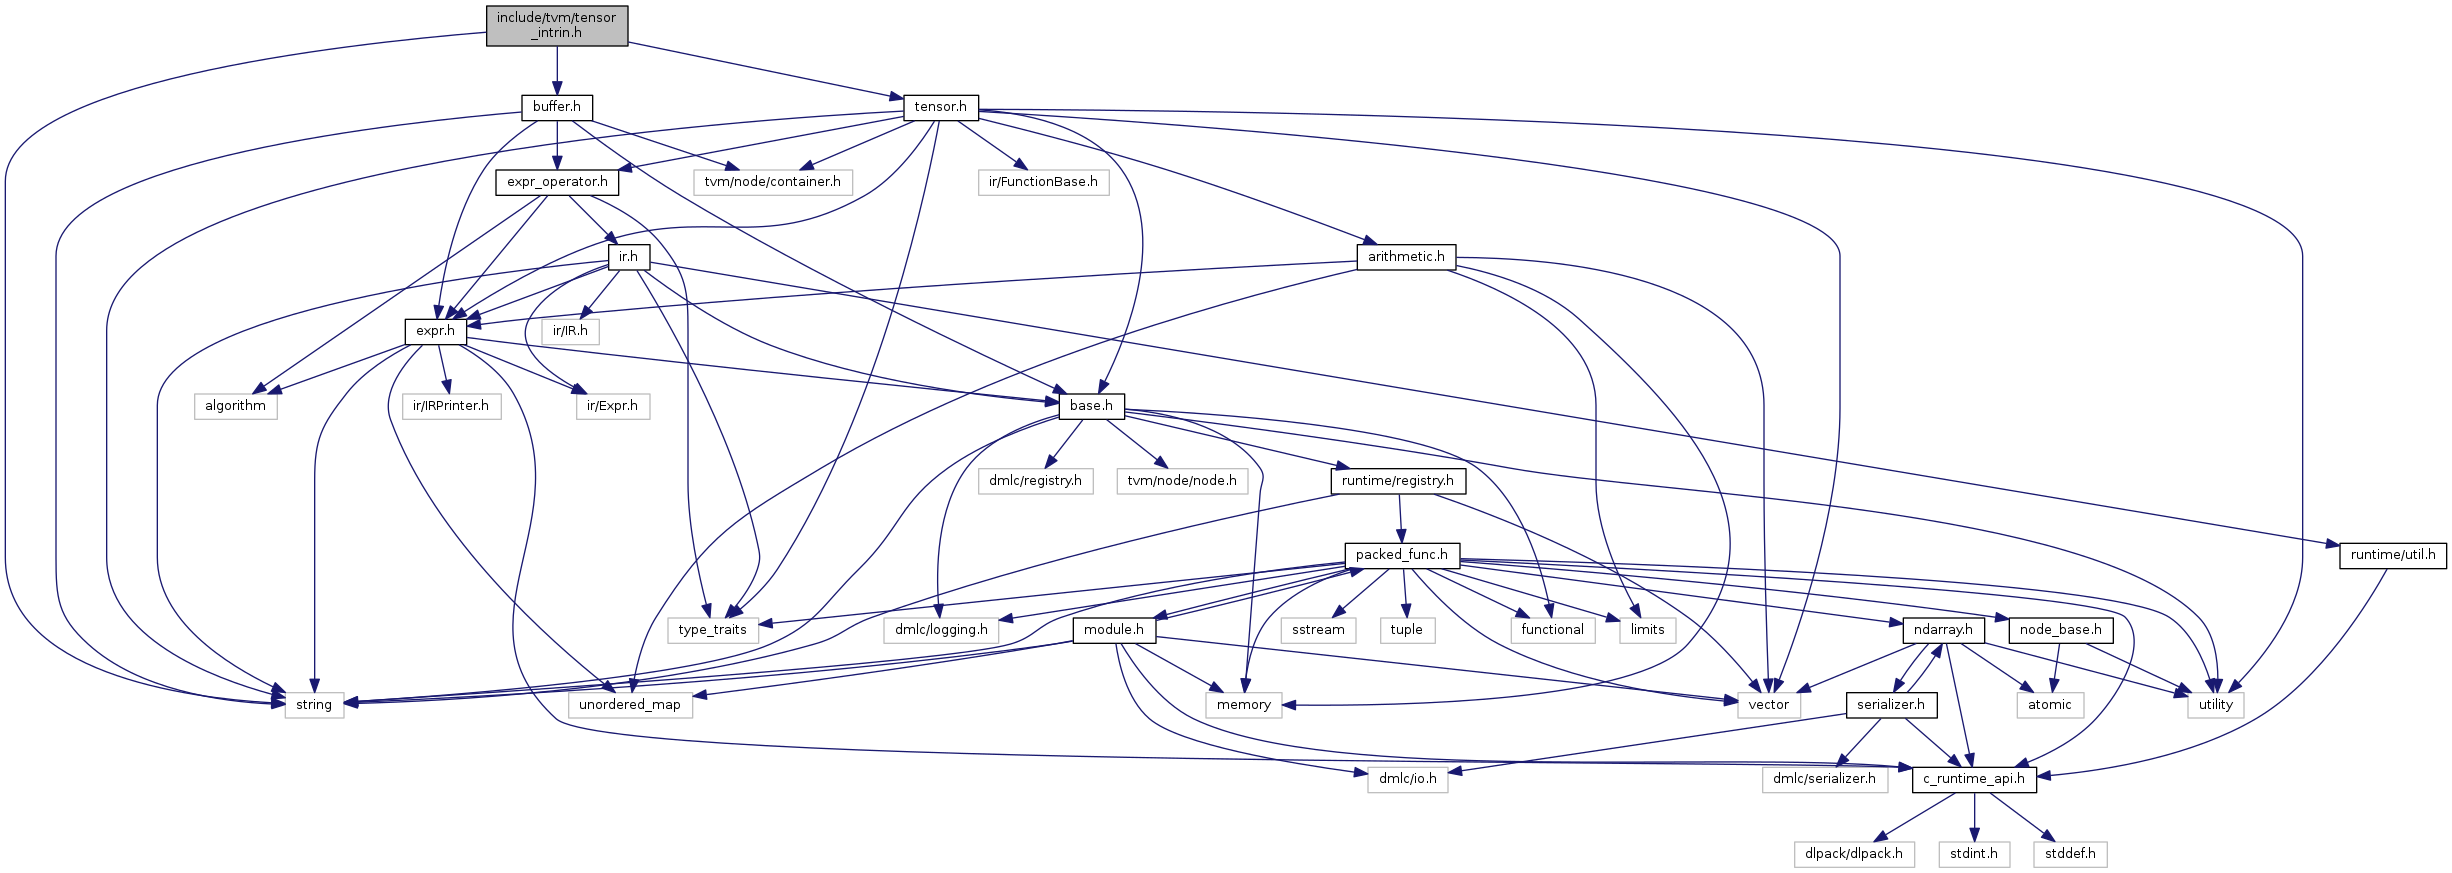 include/tvm/tensor
_intrin.h
buffer.h
tensor.h
expr_operator.h
tvm/node/container.h
ir/FunctionBase.h
ir.h
arithmetic.h
expr.h
ir/IR.h
algorithm
ir/IRPrinter.h
ir/Expr.h
base.h
dmlc/registry.h
tvm/node/node.h
runtime/registry.h
packed_func.h
runtime/util.h
type_traits
dmlc/logging.h
module.h
sstream
tuple
functional
limits
ndarray.h
node_base.h
string
unordered_map
memory
vector
serializer.h
atomic
utility
dmlc/io.h
dmlc/serializer.h
c_runtime_api.h
dlpack/dlpack.h
stdint.h
stddef.h